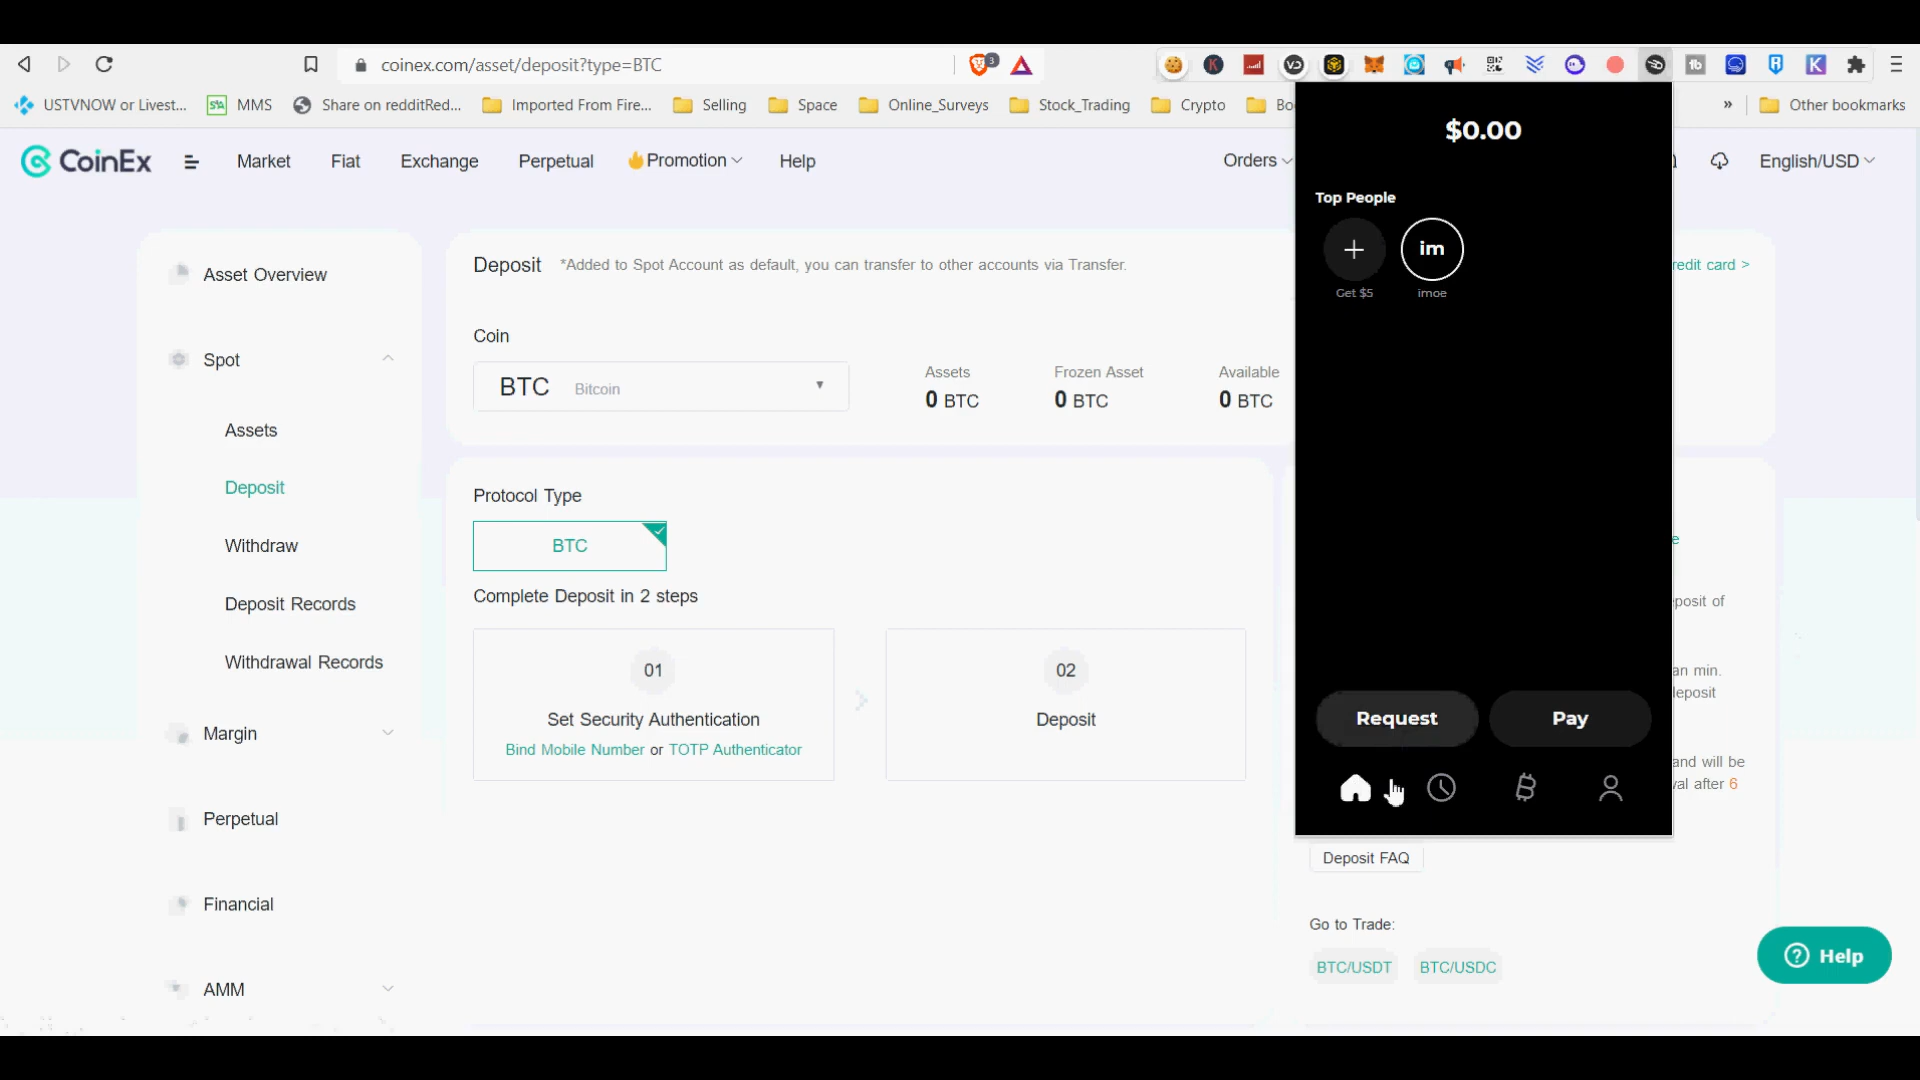 3
coinex.com/asset/deposit?type=BTC
USTVNOW or Livest... MMS Share on redditRed... Imported From Fire... Selling Space Online_Surveys Stock_Trading Crypto Bo » Other bookmarks
CoinEx Market Fiat Exchange Perpetual Promotion Help Orders English/USD
Asset Overview
Spot
Assets
Deposit
Withdraw
Deposit Records
Withdrawal Records
Margin
Perpetual
Financial
AMM
Deposit *Added to Spot Account as default, you can transfer to other accounts via Transfer.
redit card >
Coin
BTC Bitcoin
Assets Frozen Asset Available
0 BTC 0 BTC 0 BTC
Protocol Type
BTC
Complete Deposit in 2 steps
01
Set Security Authentication
Bind Mobile Number or TOTP Authenticator
02
Deposit
$0.00
Top People
im
Get $5 imoe
Request Pay
e
posit of
an min.
deposit
and will be
val after 6
Deposit FAQ
Go to Trade:
BTC/USDT BTC/USDC
Help